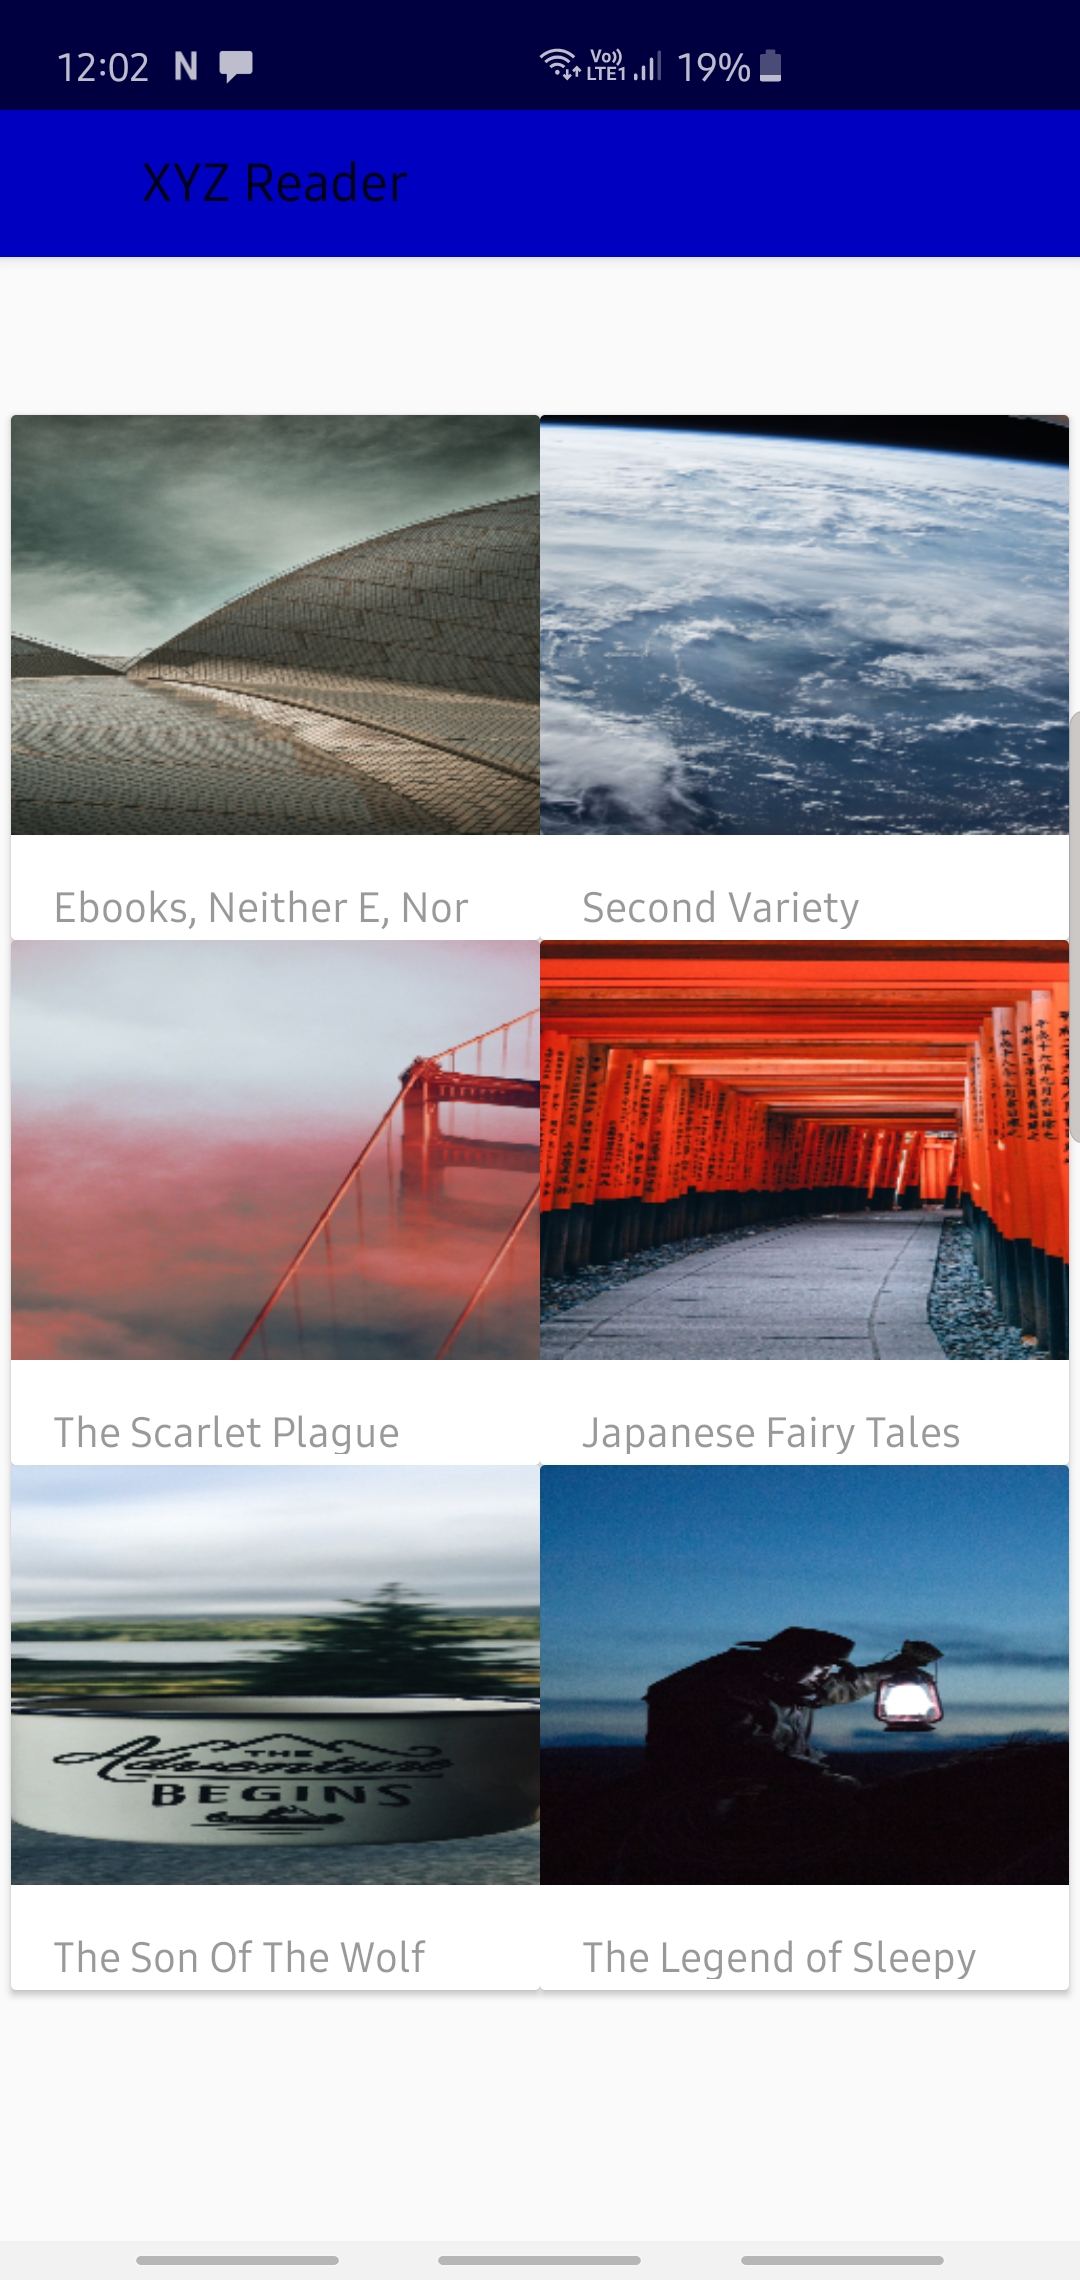 12:02 N Vo)) LTE1 19%
XYZ Reader
Ebooks, Neither E, Nor
Second Variety
The Scarlet Plague
Japanese Fairy Tales
THE
Adventure
BEGINS
The Son Of The Wolf
The Legend of Sleepy